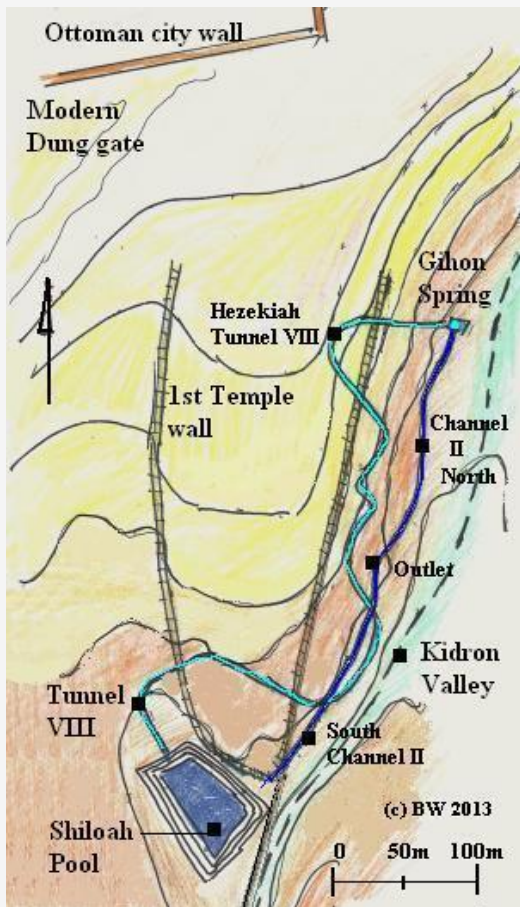 Ottoman city wall
Modern
Dung gate
Gihon
Spring
Hezekiah
Tunnel VIII
1st Temple
wall
Channel
II
North
Outlet
Kidron
Valley
Tunnel
VIII
South
Channel II
(c) BW 2013
Shiloah
Pool
0 50m 100m